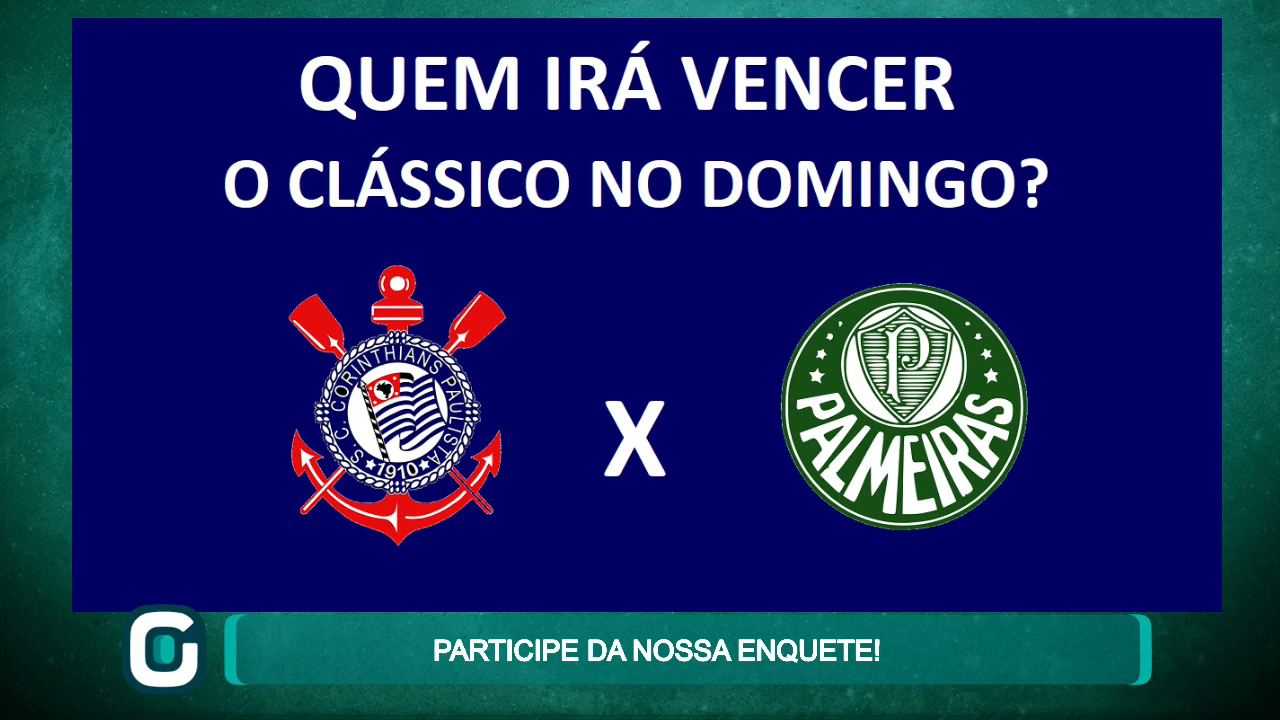 QUEM IRÁ VENCER
O CLÁSSICO NO DOMINGO?
S.C. CORINTHIANS PAULISTA
1910
X
P
PALMEIRAS
G
PARTICIPE DA NOSSA ENQUETE!